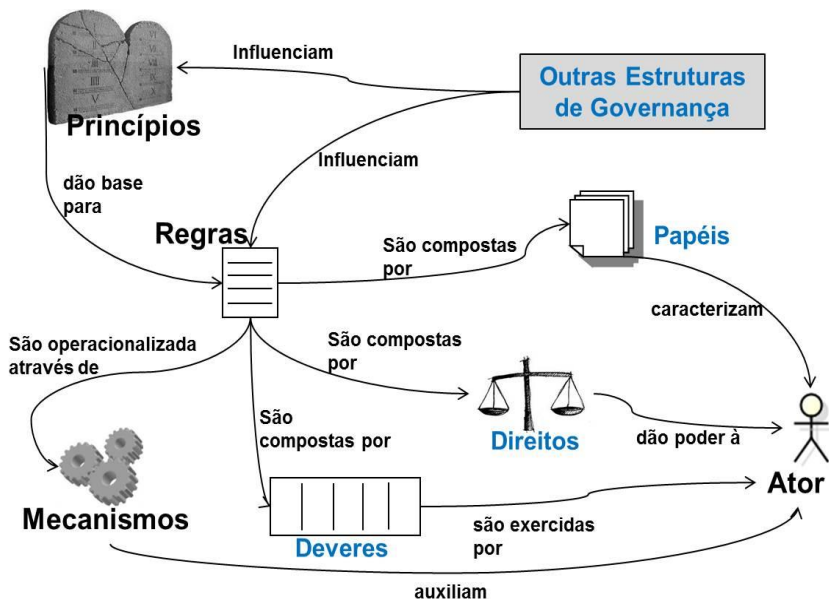 Influenciam
Outras Estruturas
de Governança
Princípios
Influenciam
dão base
para
Regras
São compostas
por
Papéis
caracterizam
São operacionalizada
através de
São compostas
por
São
compostas por
Direitos
dão poder à
Ator
Mecanismos
Deveres
são exercidas
por
auxiliam